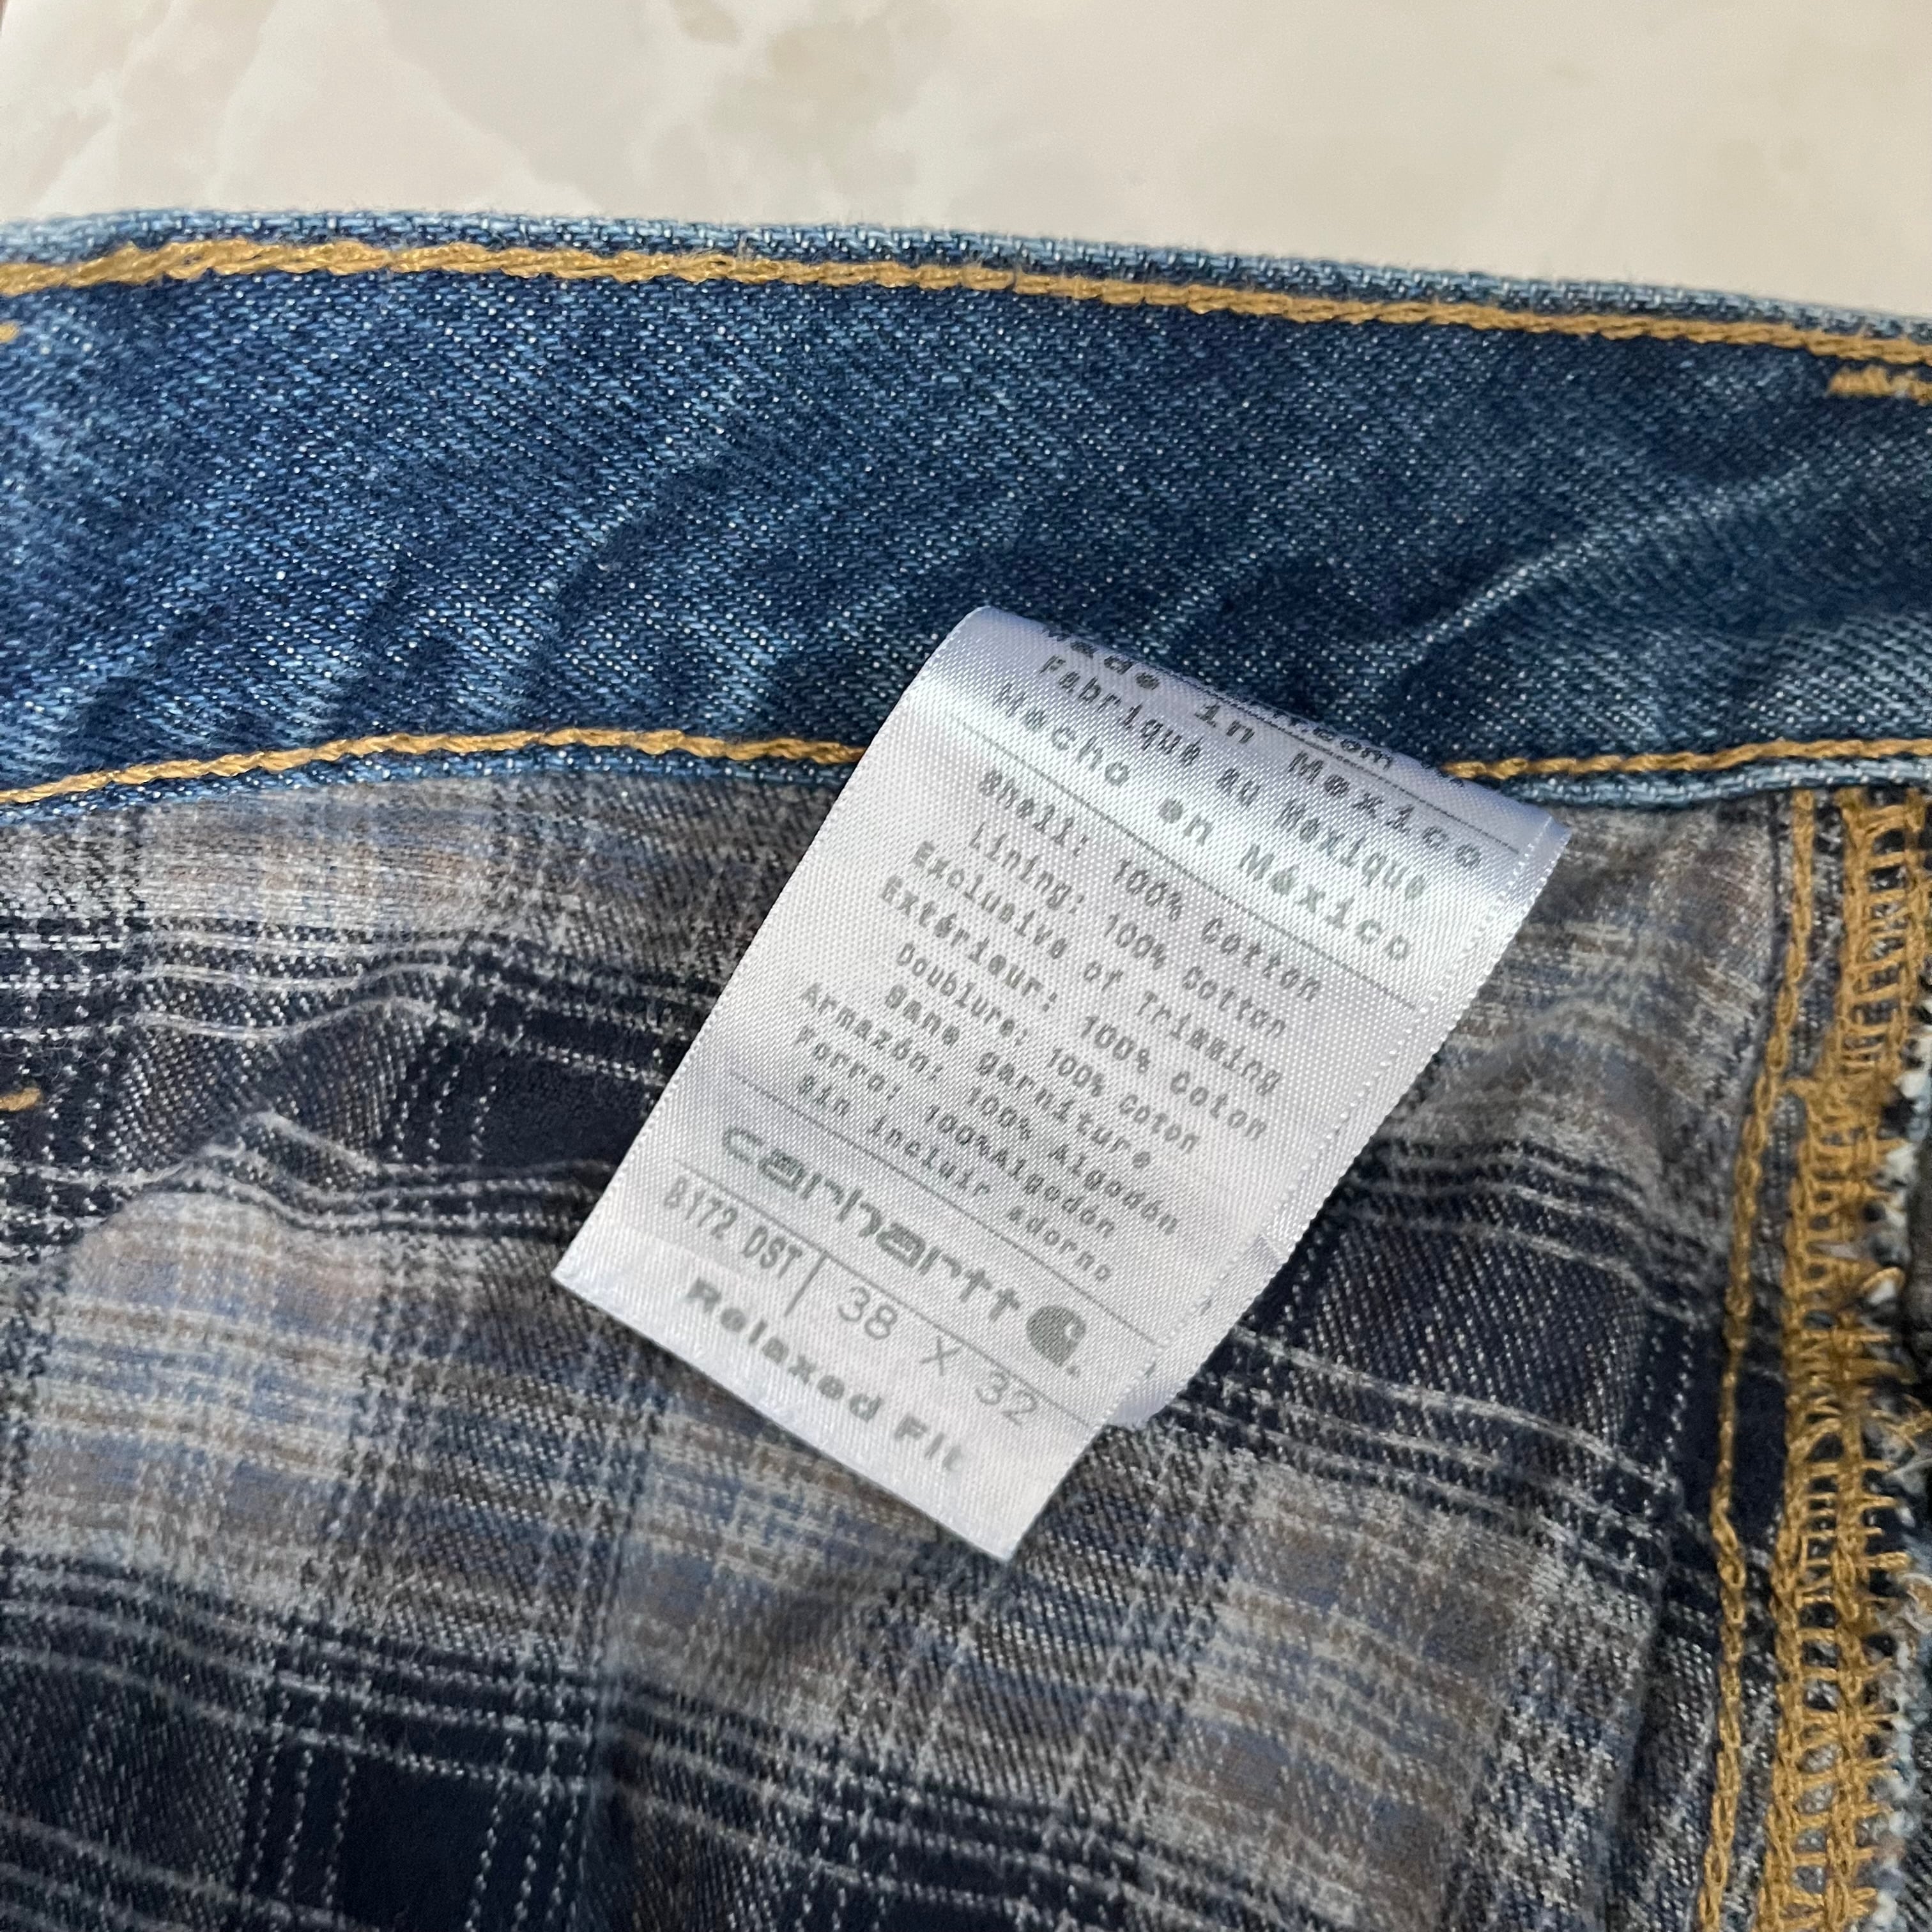 Made in Mexico
Fabriqué au Mexique
Hecho en México
Shell: 100% Cotton
Lining: 100% Cotton
Exclusive of Trimming
Extérieur: 100% Coton
Doublure: 100% Coton
Sans garniture
Armazón: 100% Algodón
Forro: 100%Algodón
Sin incluir adorno
carhartt
B172 DST 38 X 32
Relaxed Fit